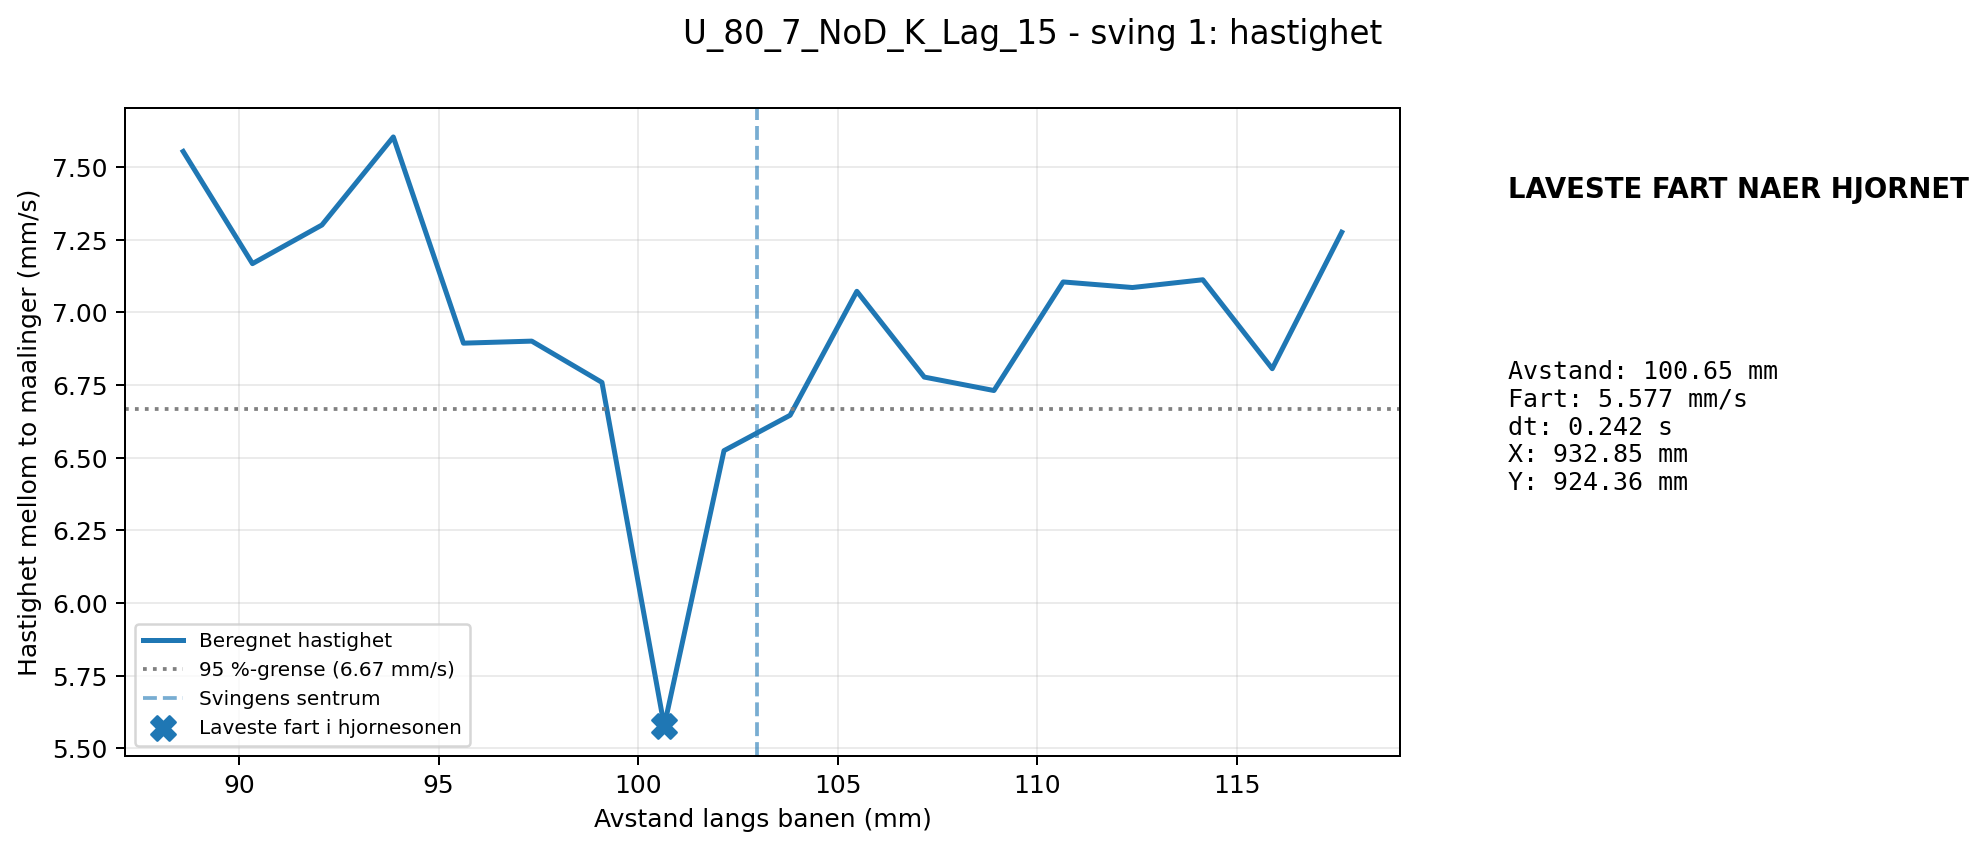 U_80_7_NoD_K_Lag_15 - sving 1: hastighet
Hastighet mellom to maalinger (mm/s)
7.50
7.25
7.00
6.75
6.50
6.25
6.00
5.75
5.50
Beregnet hastighet
95 %-grense (6.67 mm/s)
Svingens sentrum
Laveste fart i hjornesonen
90
95
100
105
110
115
Avstand langs banen (mm)
LAVESTE FART NAER HJORNET
Avstand: 100.65 mm
Fart: 5.577 mm/s
dt: 0.242 s
X: 932.85 mm
Y: 924.36 mm